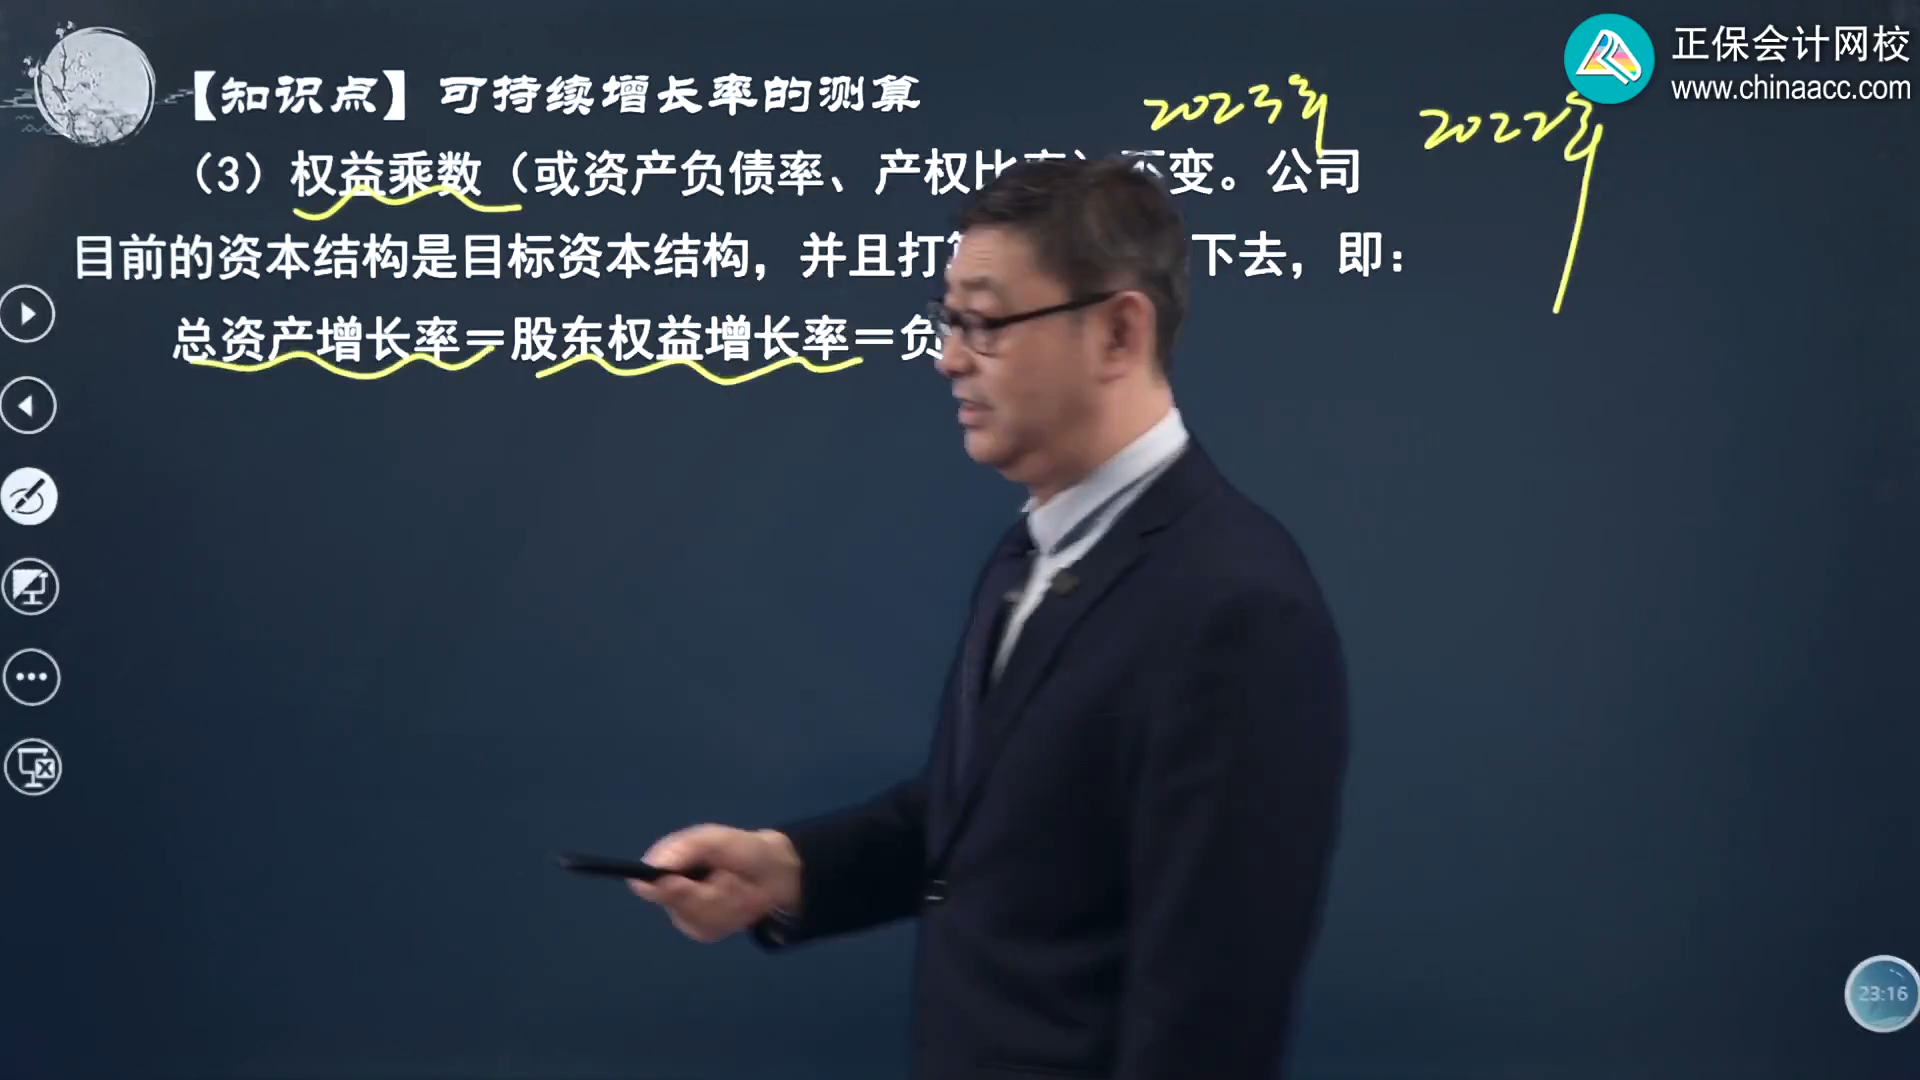 正保会计网校
www.chinaacc.com
【知识点】可持续增长率的测算
2023年 2022年
（3）权益乘数（或资产负债率、产权比率）不变。公司
目前的资本结构是目标资本结构，并且打 下去，即：
总资产增长率＝股东权益增长率＝负
23:16